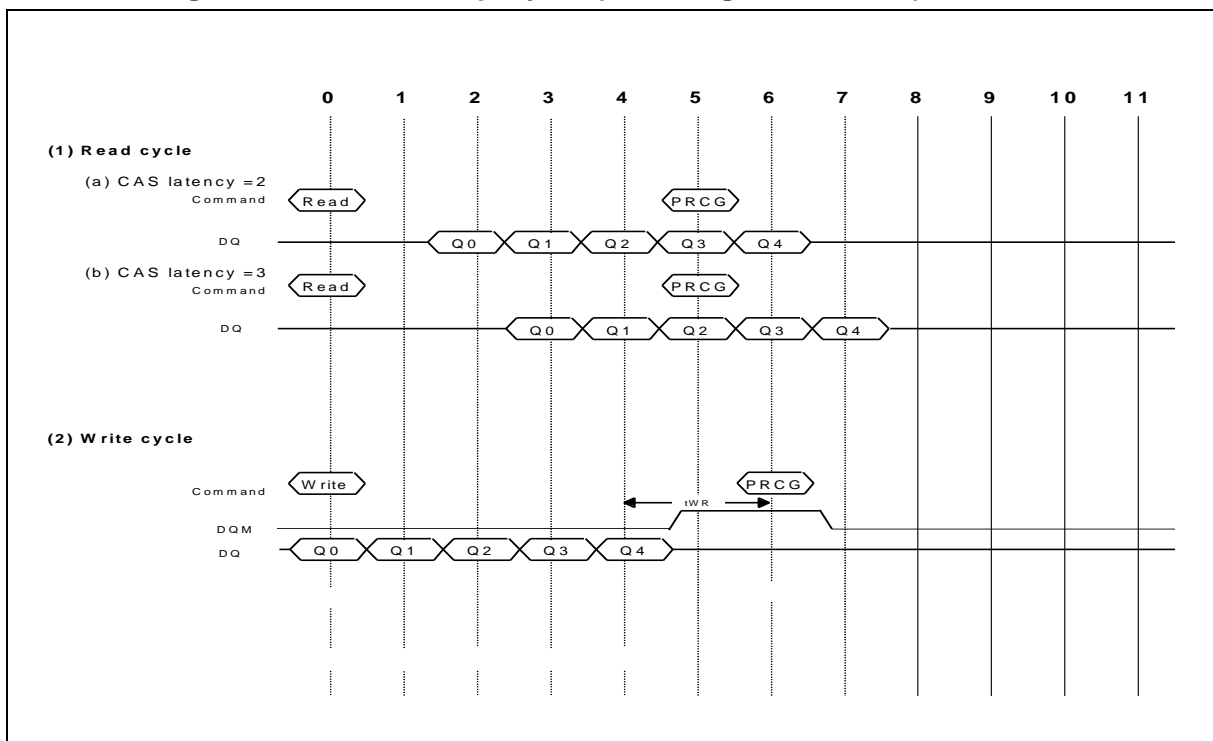 0 1 2 3 4 5 6 7 8 9 10 11
(1) Read cycle
(a) CAS latency =2
Command Read PRCG
DQ Q0 Q1 Q2 Q3 Q4
(b) CAS latency =3
Command Read PRCG
DQ Q0 Q1 Q2 Q3 Q4
(2) Write cycle
Command Write tWR PRCG
DQM
DQ Q0 Q1 Q2 Q3 Q4